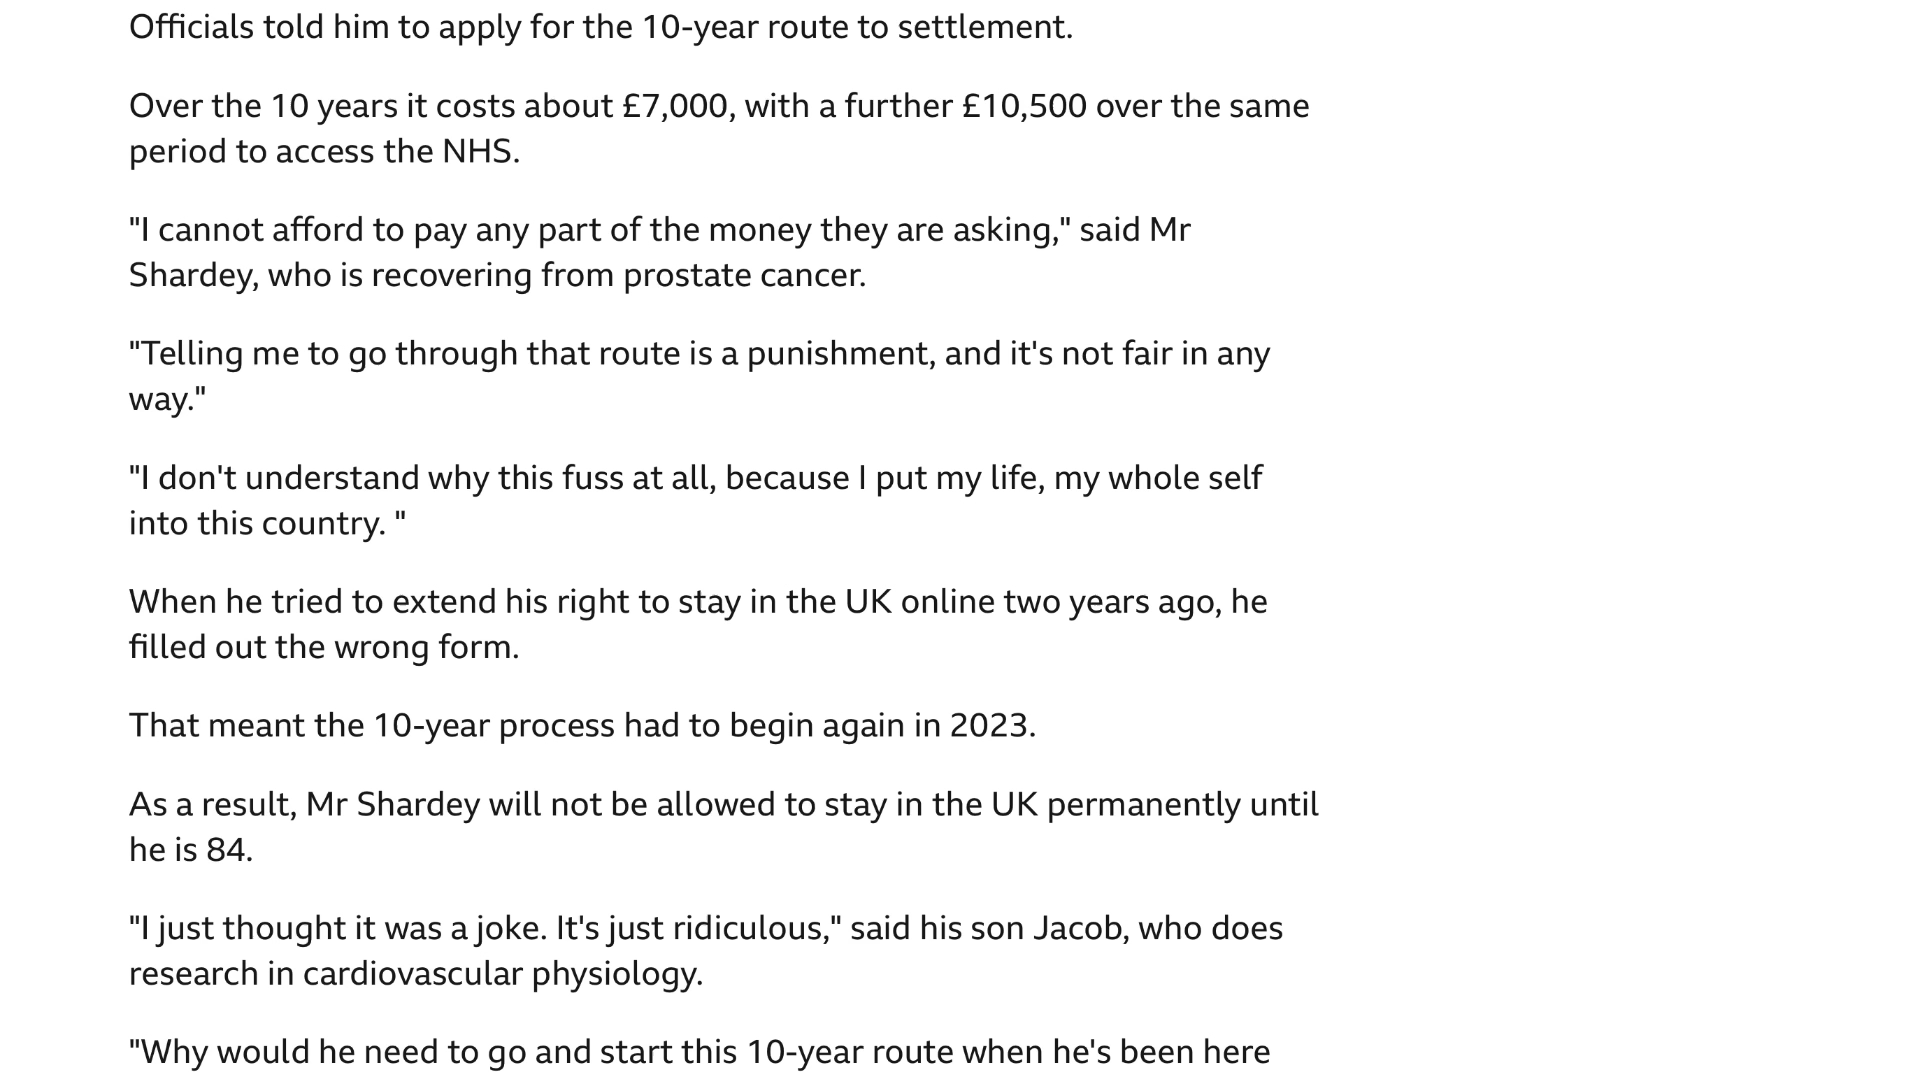 Officials told him to apply for the 10-year route to settlement.
Over the 10 years it costs about £7,000, with a further £10,500 over the same
period to access the NHS.
"I cannot afford to pay any part of the money they are asking," said Mr
Shardey, who is recovering from prostate cancer.
"Telling me to go through that route is a punishment, and it's not fair in any
way."
"I don't understand why this fuss at all, because I put my life, my whole self
into this country. "
When he tried to extend his right to stay in the UK online two years ago, he
filled out the wrong form.
That meant the 10-year process had to begin again in 2023.
As a result, Mr Shardey will not be allowed to stay in the UK permanently until
he is 84.
"I just thought it was a joke. It's just ridiculous," said his son Jacob, who does
research in cardiovascular physiology.
"Why would he need to go and start this 10-year route when he's been here